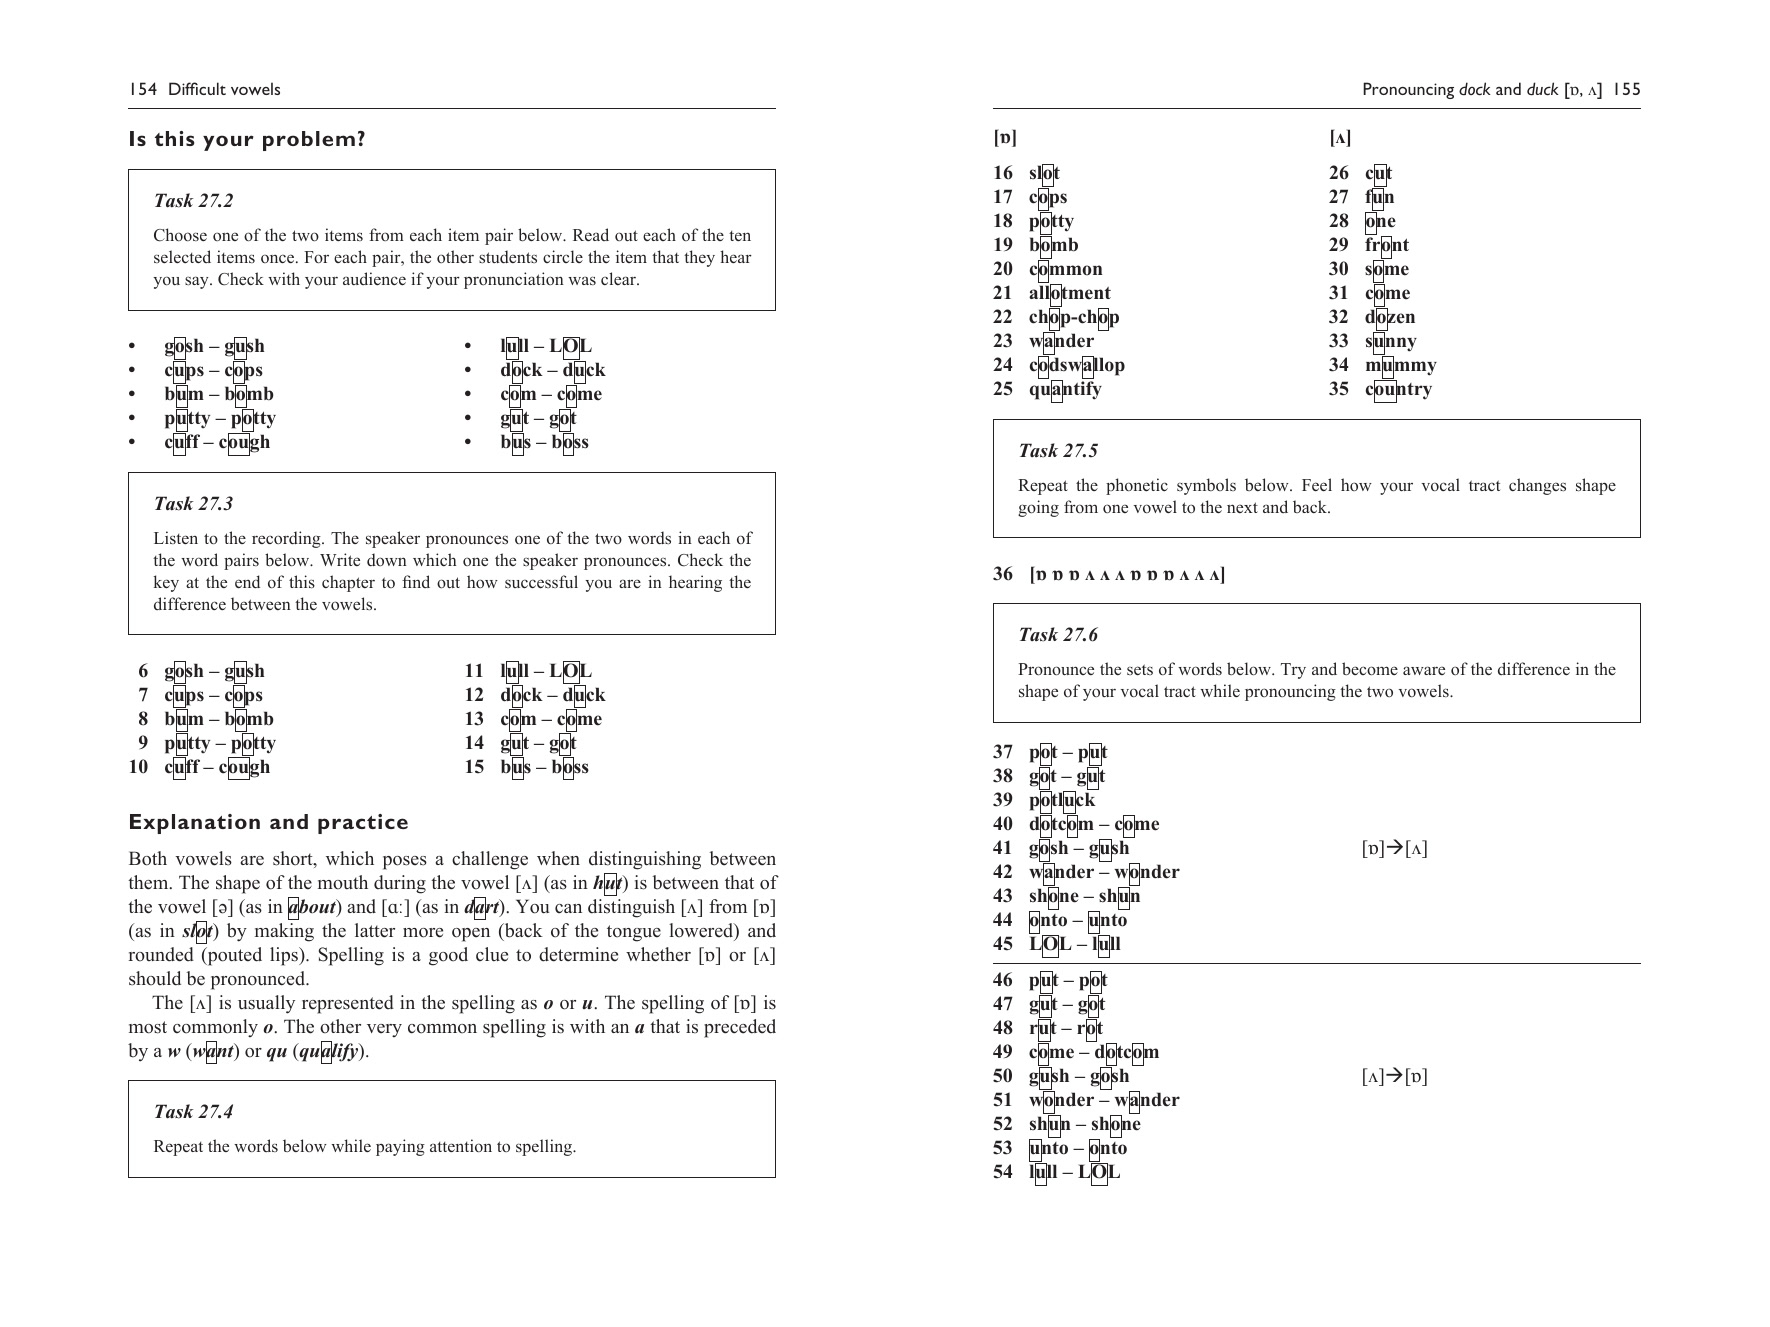 154 Difficult vowels
Is this your problem?
Task 27.2
Choose one of the two items from each item pair below. Read out each of the ten
selected items once. For each pair, the other students circle the item that they hear
you say. Check with your audience if your pronunciation was clear.
• gosh – gush
• cups – cops
• bum – bomb
• putty – potty
• cuff – cough
• lull – LOL
• dock – duck
• com – come
• gut – got
• bus – boss
Task 27.3
Listen to the recording. The speaker pronounces one of the two words in each of
the word pairs below. Write down which one the speaker pronounces. Check the
key at the end of this chapter to find out how successful you are in hearing the
difference between the vowels.
6 gosh – gush
7 cups – cops
8 bum – bomb
9 putty – potty
10 cuff – cough
11 lull – LOL
12 dock – duck
13 com – come
14 gut – got
15 bus – boss
Explanation and practice
Both vowels are short, which poses a challenge when distinguishing between
them. The shape of the mouth during the vowel [ʌ] (as in hut) is between that of
the vowel [ə] (as in about) and [ɑː] (as in dart). You can distinguish [ʌ] from [ɒ]
(as in slot) by making the latter more open (back of the tongue lowered) and
rounded (pouted lips). Spelling is a good clue to determine whether [ɒ] or [ʌ]
should be pronounced.
The [ʌ] is usually represented in the spelling as o or u. The spelling of [ɒ] is
most commonly o. The other very common spelling is with an a that is preceded
by a w (want) or qu (qualify).
Task 27.4
Repeat the words below while paying attention to spelling.
Pronouncing dock and duck [ɒ, ʌ] 155
[ɒ]
16 slot
17 cops
18 potty
19 bomb
20 common
21 allotment
22 chop-chop
23 wander
24 codswallop
25 quantify
[ʌ]
26 cut
27 fun
28 one
29 front
30 some
31 come
32 dozen
33 sunny
34 mummy
35 country
Task 27.5
Repeat the phonetic symbols below. Feel how your vocal tract changes shape
going from one vowel to the next and back.
36 [ɒ ɒ ɒ ʌ ʌ ʌ ɒ ɒ ɒ ʌ ʌ ʌ]
Task 27.6
Pronounce the sets of words below. Try and become aware of the difference in the
shape of your vocal tract while pronouncing the two vowels.
37 pot – put
38 got – gut
39 potluck
40 dotcom – come
41 gosh – gush [ɒ]→[ʌ]
42 wander – wonder
43 shone – shun
44 onto – unto
45 LOL – lull
46 put – pot
47 gut – got
48 rut – rot
49 come – dotcom
50 gush – gosh [ʌ]→[ɒ]
51 wonder – wander
52 shun – shone
53 unto – onto
54 lull – LOL